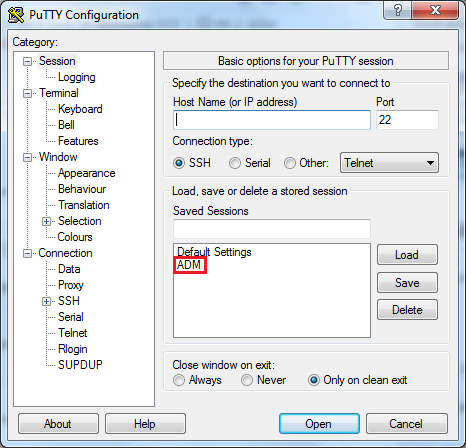 PuTTY Configuration
?
Category:
Session
Logging
Terminal
Keyboard
Bell
Features
Window
Appearance
Behaviour
Translation
Selection
Colours
Connection
Data
Proxy
SSH
Serial
Telnet
Rlogin
SUPDUP
Basic options for your PuTTY session
Specify the destination you want to connect to
Host Name (or IP address) Port
22
Connection type:
SSH Serial Other: Telnet
Load, save or delete a stored session
Saved Sessions
Default Settings
ADM
Load
Save
Delete
Close window on exit:
Always Never Only on clean exit
About Help Open Cancel